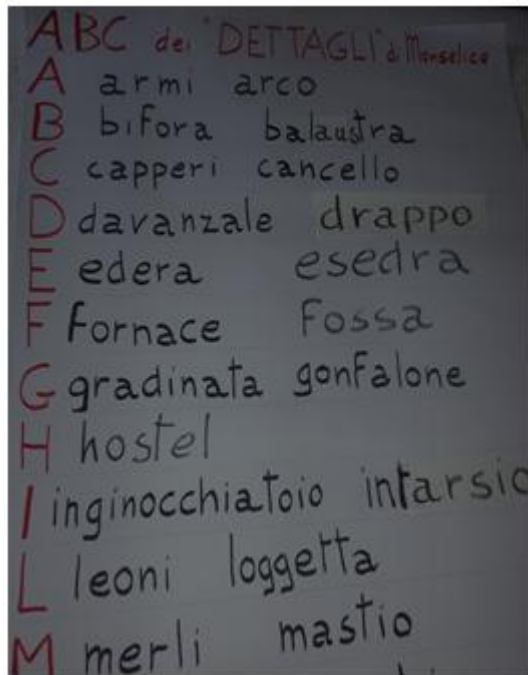 ABC dei "DETTAGLI" di Monselice
A armi arco
B bifora balaustra
C capperi cancello
D davanzale drappo
E edera esedra
F fornace fossa
G gradinata gonfalone
H hostel
I inginocchiatoio intarsio
L leoni loggetta
M merli mastio